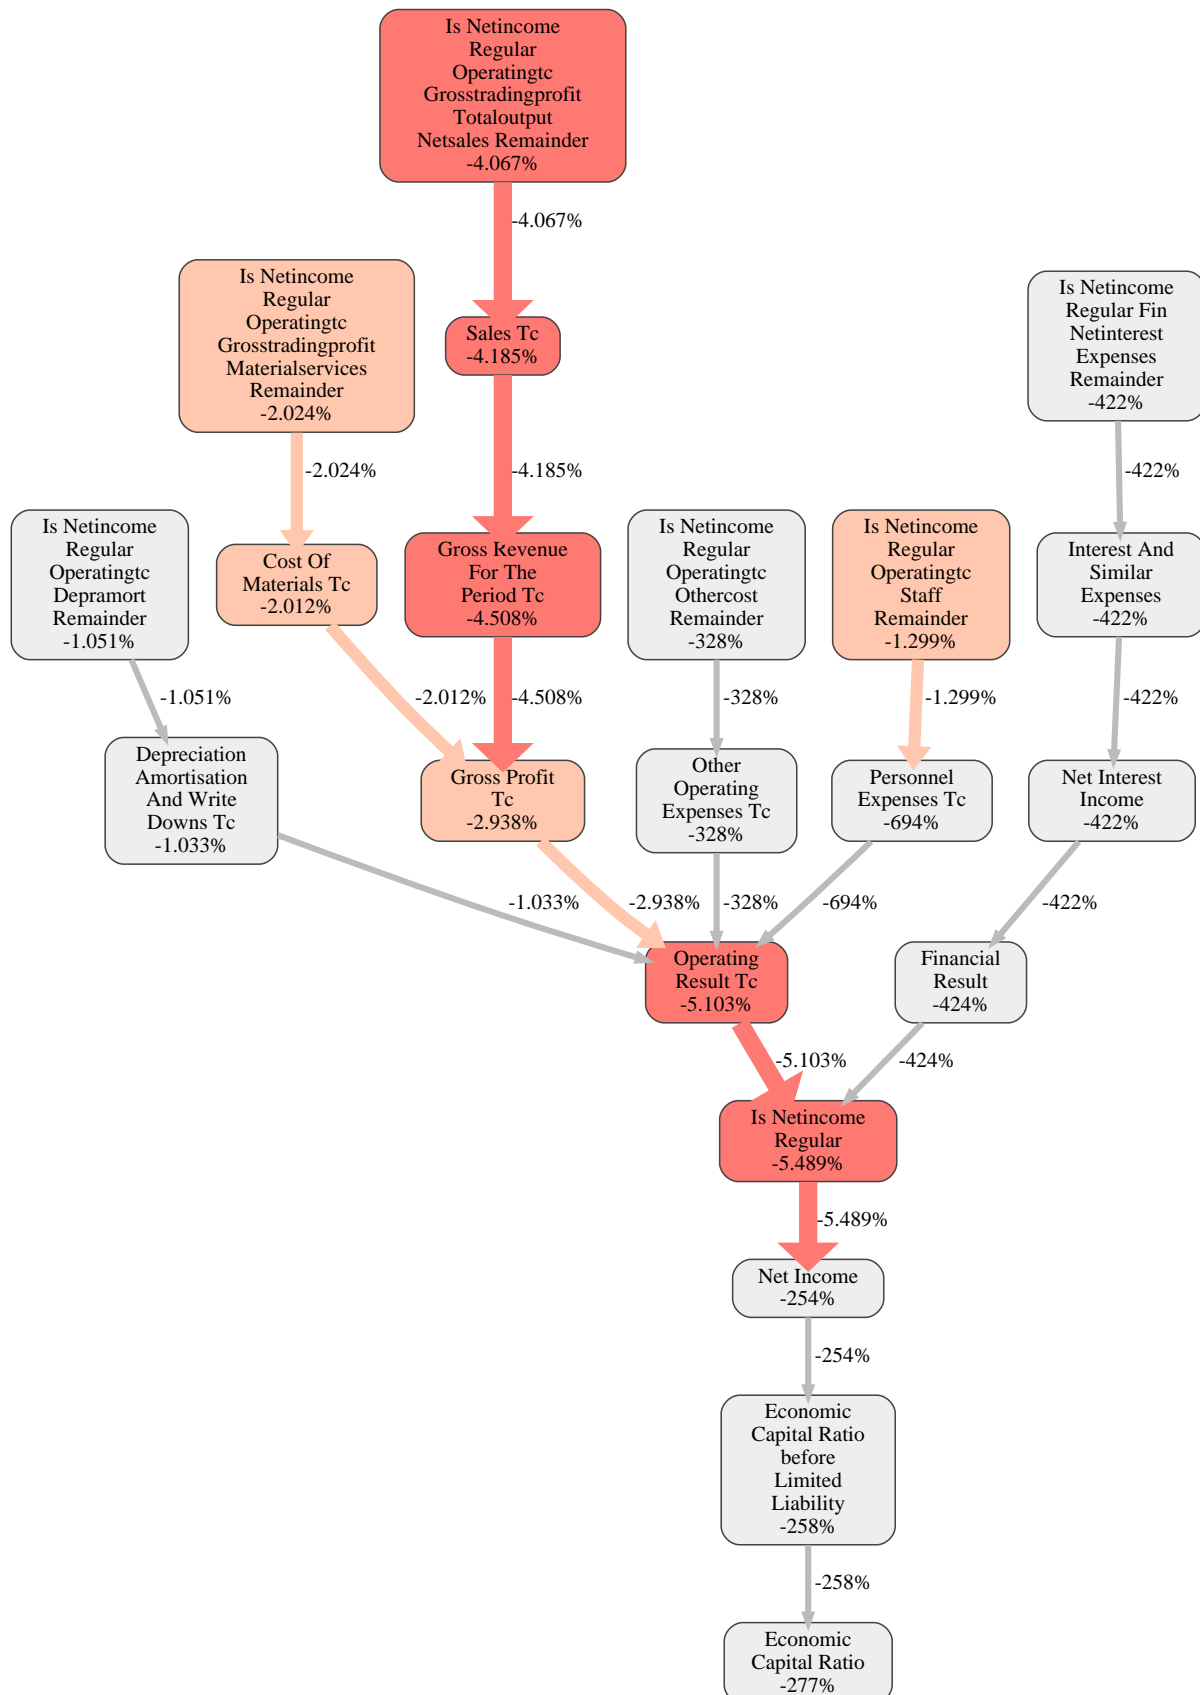 Is Netincome
Regular
Operatingtc
Grosstradingprofit
Totaloutput
Netsales Remainder
-4.067%
-4.067%
Is Netincome
Regular
Operatingtc
Grosstradingprofit
Materialservices
Remainder
-2.024%
Is Netincome
Regular Fin
Netinterest
Expenses
Remainder
-422%
Sales Tc
-4.185%
-2.024%
-4.185%
-422%
Is Netincome
Regular
Operatingtc
Depramort
Remainder
-1.051%
Cost Of
Materials Tc
-2.012%
Gross Revenue
For The
Period Tc
-4.508%
Is Netincome
Regular
Operatingtc
Othercost
Remainder
-328%
Is Netincome
Regular
Operatingtc
Staff
Remainder
-1.299%
Interest And
Similar
Expenses
-422%
-1.051%
-2.012%
-4.508%
-328%
-1.299%
-422%
Depreciation
Amortisation
And Write
Downs Tc
-1.033%
Gross Profit
Tc
-2.938%
Other
Operating
Expenses Tc
-328%
Personnel
Expenses Tc
-694%
Net Interest
Income
-422%
-1.033%
-2.938%
-328%
-694%
-422%
Operating
Result Tc
-5.103%
Financial
Result
-424%
-5.103%
-424%
Is Netincome
Regular
-5.489%
-5.489%
Net Income
-254%
-254%
Economic
Capital Ratio
before
Limited
Liability
-258%
-258%
Economic
Capital Ratio
-277%